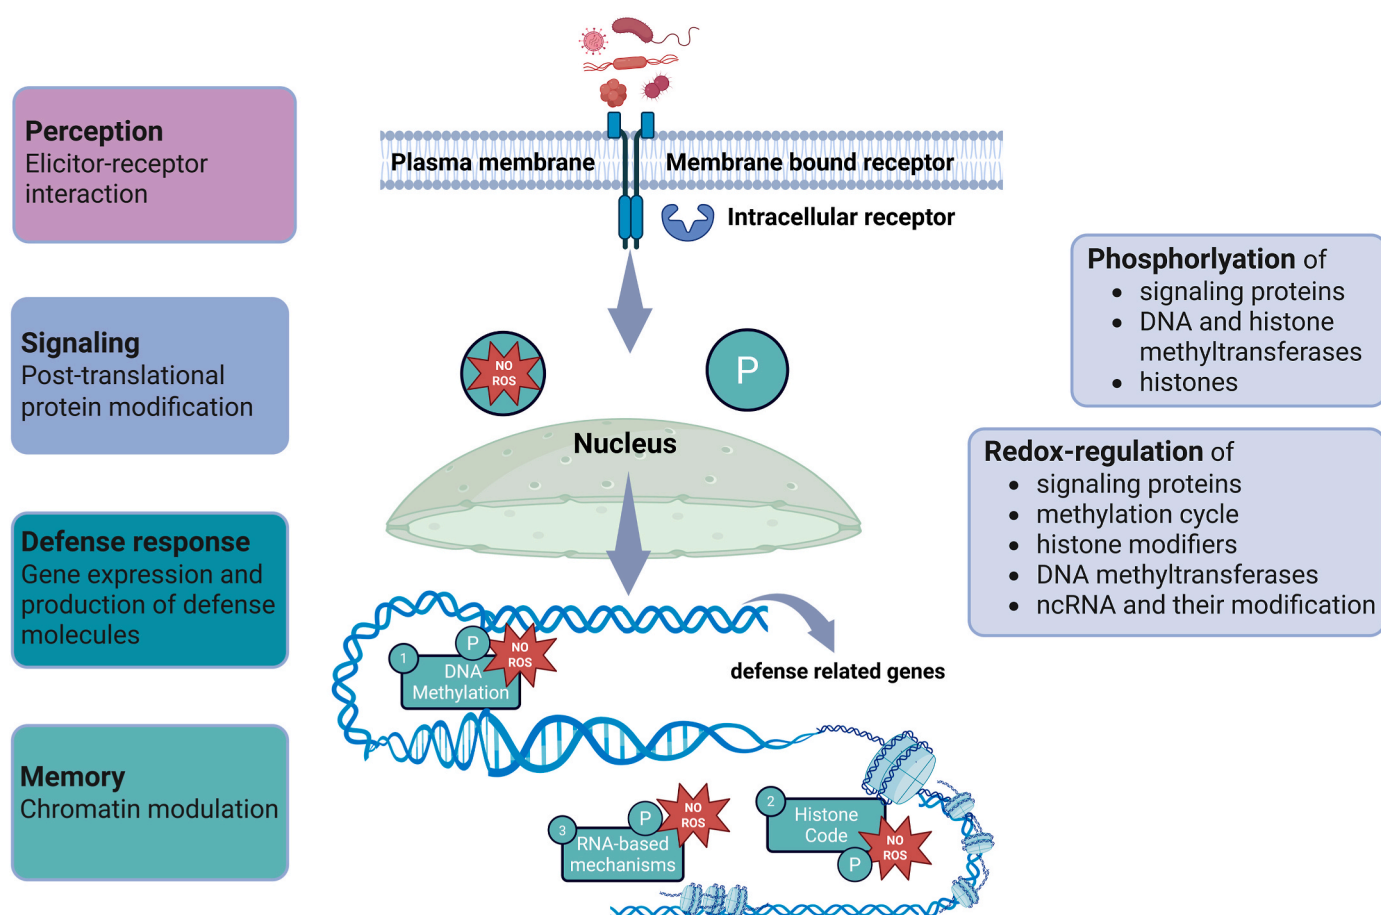 Perception
Elicitor-receptor
interaction
Signaling
Post-translational
protein modification
Defense response
Gene expression and
production of defense
molecules
Memory
Chromatin modulation
Plasma membrane
Membrane bound receptor
Intracellular receptor
NO
ROS
P
Nucleus
1
P
NO
ROS
DNA
Methylation
defense related genes
2
Histone
Code
P
NO
ROS
3
P
NO
ROS
RNA-based
mechanisms
Phosphorlyation of
• signaling proteins
• DNA and histone
methyltransferases
• histones
Redox-regulation of
• signaling proteins
• methylation cycle
• histone modifiers
• DNA methyltransferases
• ncRNA and their modification